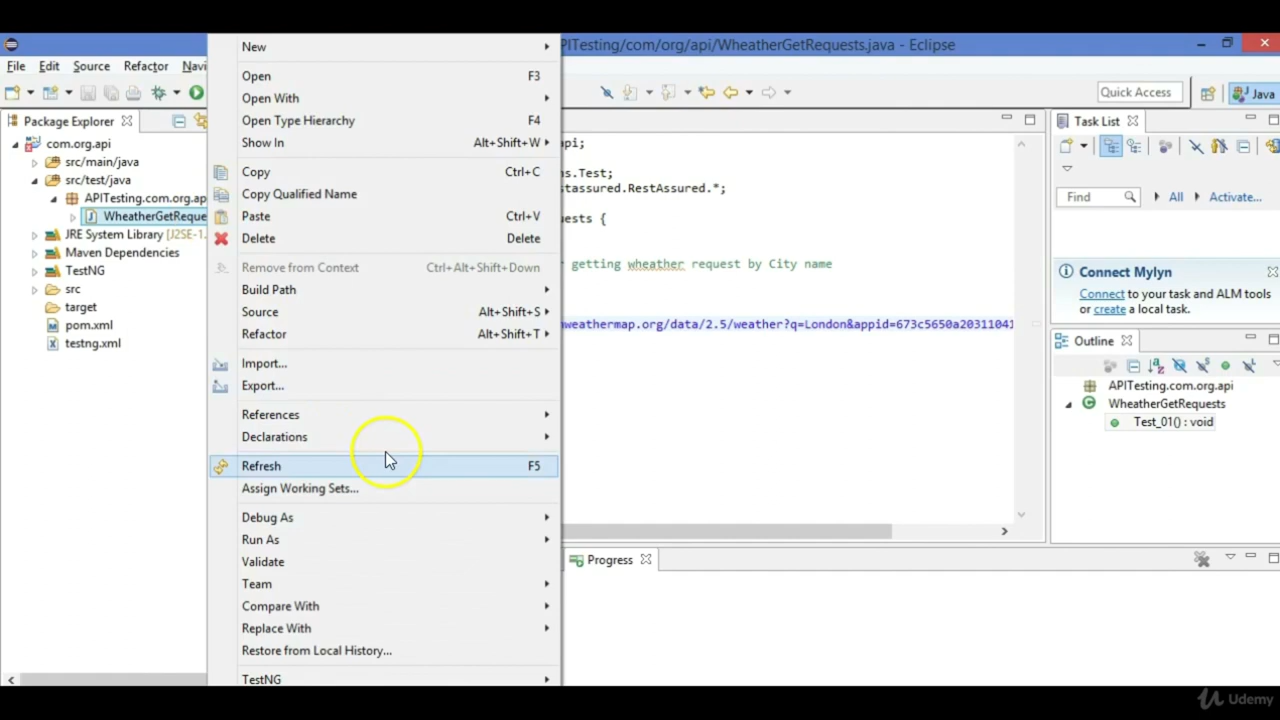 APITesting/com/org/api/WheatherGetRequests.java - Eclipse
File Edit Source Refactor Navi
Quick Access
Java
Package Explorer
com.org.api
src/main/java
src/test/java
APITesting.com.org.ap
WheatherGetReque
JRE System Library [J2SE-1.
Maven Dependencies
TestNG
src
target
pom.xml
testng.xml
New
Open F3
Open With
Open Type Hierarchy F4
Show In Alt+Shift+W
Copy Ctrl+C
Copy Qualified Name
Paste Ctrl+V
Delete Delete
Remove from Context Ctrl+Alt+Shift+Down
Build Path
Source Alt+Shift+S
Refactor Alt+Shift+T
Import...
Export...
References
Declarations
Refresh F5
Assign Working Sets...
Debug As
Run As
Validate
Team
Compare With
Replace With
Restore from Local History...
TestNG
pi;
ns.Test;
stassured.RestAssured.*;
uests {
getting wheather request by City name
nweathermap.org/data/2.5/weather?q=London&appid=673c5650a20311041
Progress
Task List
Find All Activate...
Connect Mylyn
Connect to your task and ALM tools
or create a local task.
Outline
APITesting.com.org.api
WheatherGetRequests
Test_01() : void
Udemy